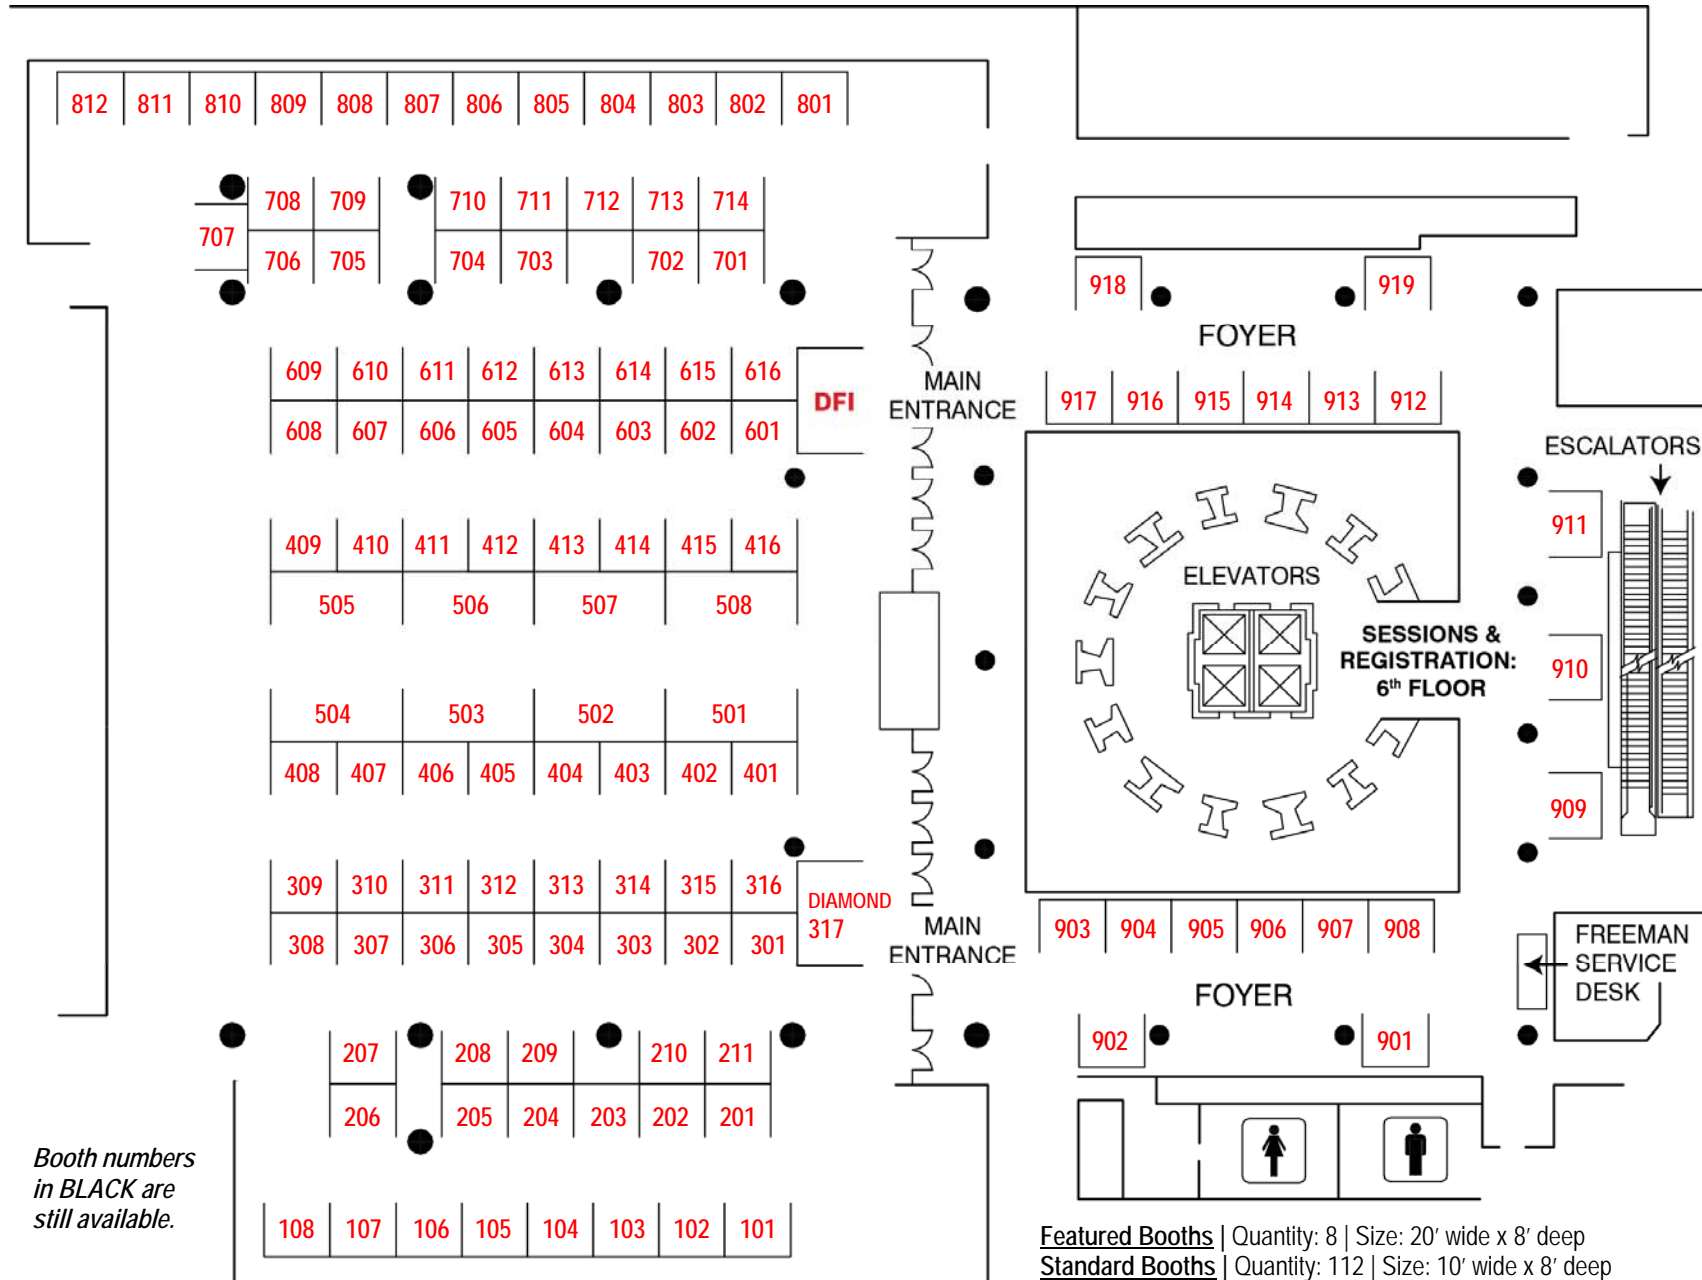 812 811 810 809 808 807 806 805 804 803 802 801
708 709 710 711 712 713 714
707
706 705 704 703 702 701
918 919
FOYER
609 610 611 612 613 614 615 616
DFI
MAIN
ENTRANCE
917 916 915 914 913 912
608 607 606 605 604 603 602 601
ESCALATORS
911
409 410 411 412 413 414 415 416
ELEVATORS
505 506 507 508
SESSIONS &
REGISTRATION:
6th FLOOR
910
504 503 502 501
408 407 406 405 404 403 402 401
909
309 310 311 312 313 314 315 316
DIAMOND
317
308 307 306 305 304 303 302 301
MAIN
ENTRANCE
903 904 905 906 907 908
FREEMAN
SERVICE
DESK
FOYER
902 901
207 208 209 210 211
206 205 204 203 202 201
Booth numbers
in BLACK are
still available.
108 107 106 105 104 103 102 101
Featured Booths | Quantity: 8 | Size: 20′ wide x 8′ deep
Standard Booths | Quantity: 112 | Size: 10′ wide x 8′ deep